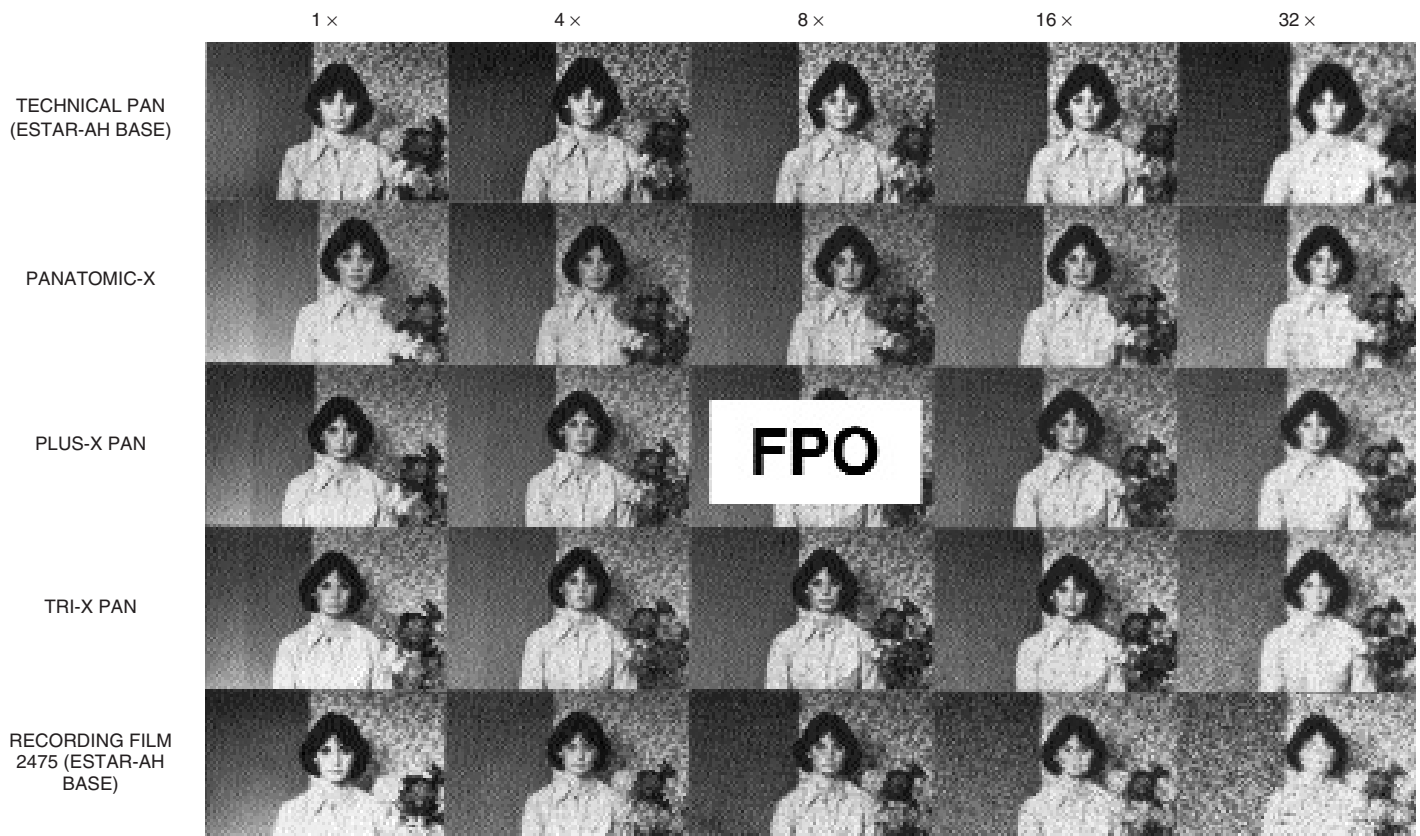 1 × 4 × 8 × 16 × 32 ×
TECHNICAL PAN
(ESTAR-AH BASE)
PANATOMIC-X
PLUS-X PAN
FPO
TRI-X PAN
RECORDING FILM
2475 (ESTAR-AH
BASE)